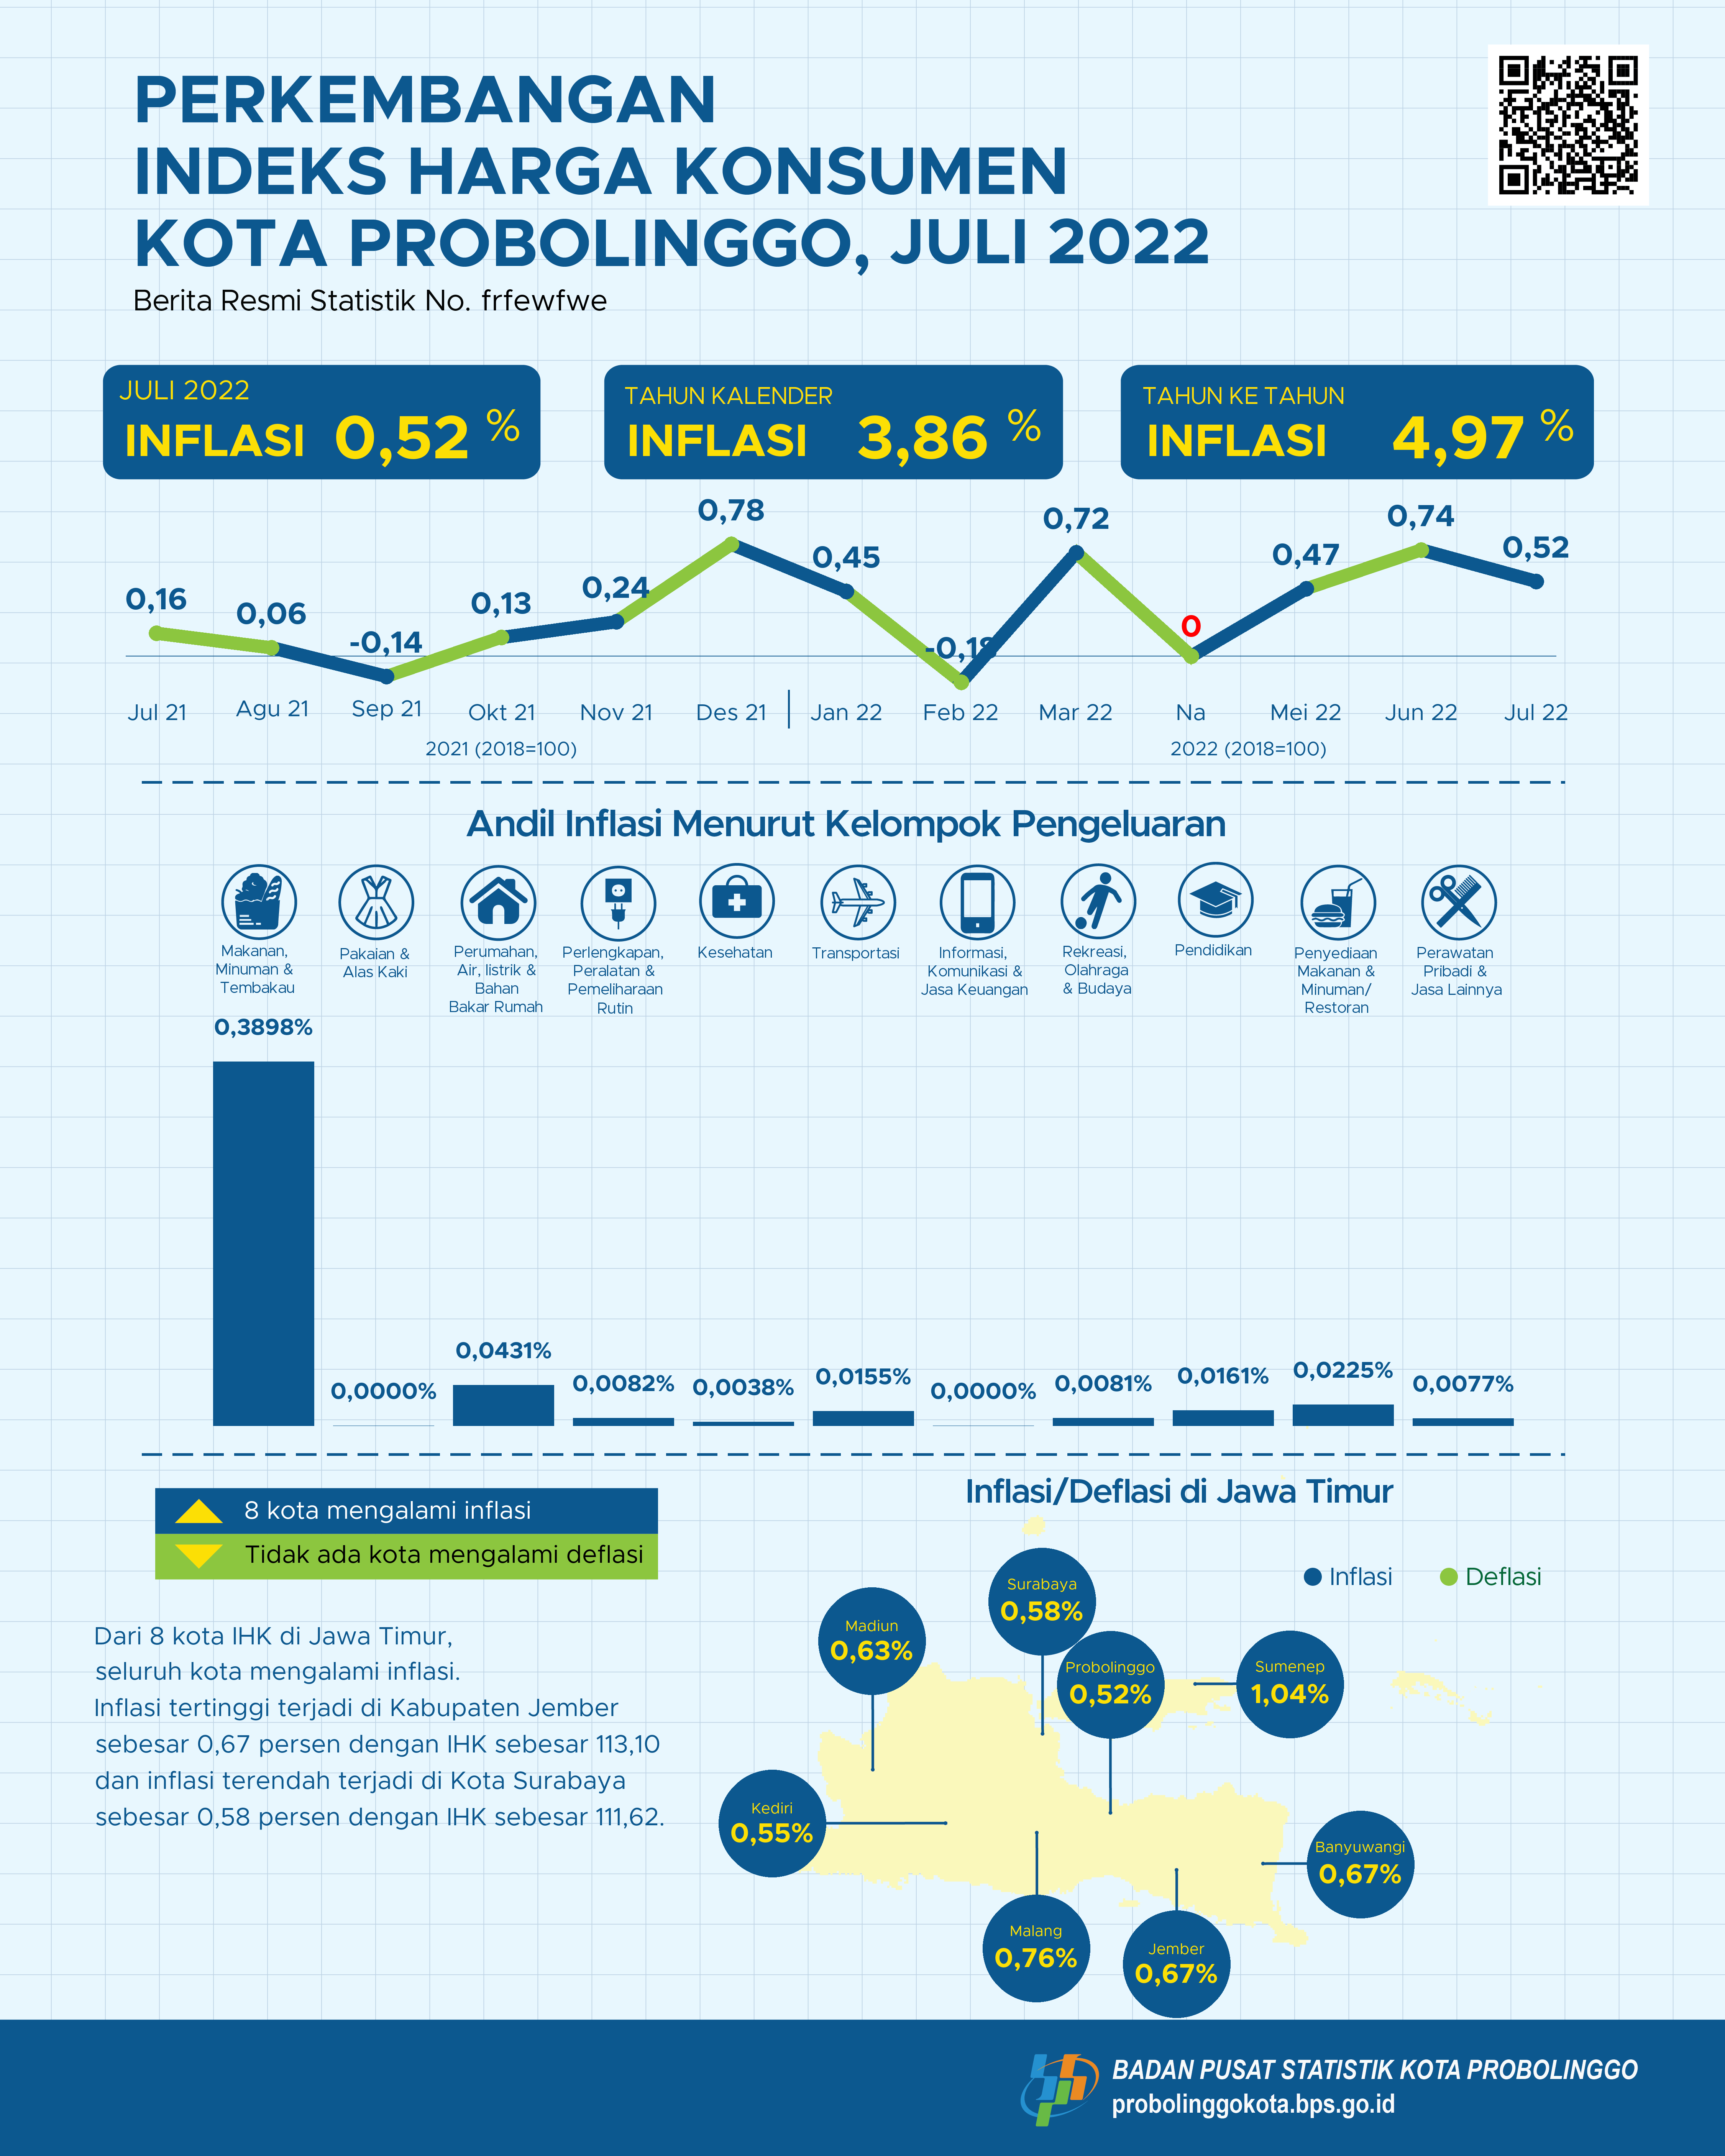 PERKEMBANGAN
INDEKS HARGA KONSUMEN
KOTA PROBOLINGGO, JULI 2022
Berita Resmi Statistik No. frfewfwe
JULI 2022
INFLASI 0,52 %
TAHUN KALENDER
INFLASI 3,86 %
TAHUN KE TAHUN
INFLASI 4,97 %
0,16
0,06
-0,14
0,13
0,24
0,78
0,45
-0,18
0,72
0
0,47
0,74
0,52
Jul 21
Agu 21
Sep 21
Okt 21
Nov 21
Des 21
Jan 22
Feb 22
Mar 22
Na
Mei 22
Jun 22
Jul 22
2021 (2018=100)
2022 (2018=100)
Andil Inflasi Menurut Kelompok Pengeluaran
Makanan,
Minuman &
Tembakau
Pakaian &
Alas Kaki
Perumahan,
Air, listrik &
Bahan
Bakar Rumah
Perlengkapan,
Peralatan &
Pemeliharaan
Rutin
Kesehatan
Transportasi
Informasi,
Komunikasi &
Jasa Keuangan
Rekreasi,
Olahraga
& Budaya
Pendidikan
Penyediaan
Makanan &
Minuman/
Restoran
Perawatan
Pribadi &
Jasa Lainnya
0,3898%
0,0000%
0,0431%
0,0082%
0,0038%
0,0155%
0,0000%
0,0081%
0,0161%
0,0225%
0,0077%
8 kota mengalami inflasi
Tidak ada kota mengalami deflasi
Dari 8 kota IHK di Jawa Timur,
seluruh kota mengalami inflasi.
Inflasi tertinggi terjadi di Kabupaten Jember
sebesar 0,67 persen dengan IHK sebesar 113,10
dan inflasi terendah terjadi di Kota Surabaya
sebesar 0,58 persen dengan IHK sebesar 111,62.
Inflasi/Deflasi di Jawa Timur
Inflasi
Deflasi
Surabaya
0,58%
Madiun
0,63%
Probolinggo
0,52%
Sumenep
1,04%
Kediri
0,55%
Banyuwangi
0,67%
Malang
0,76%
Jember
0,67%
BADAN PUSAT STATISTIK KOTA PROBOLINGGO
probolinggokota.bps.go.id